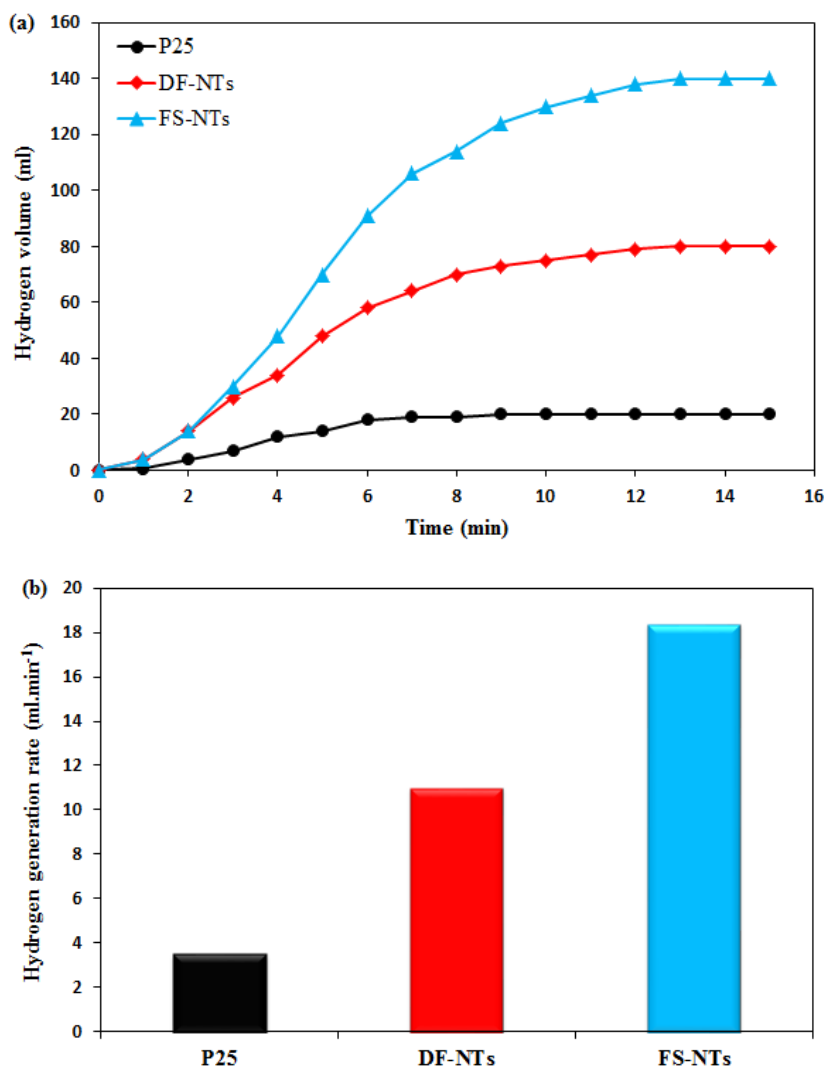 (a)
160
140
120
100
80
60
40
20
0
Hydrogen volume (ml)
P25
DF-NTs
FS-NTs
0 2 4 6 8 10 12 14 16
Time (min)
(b)
20
18
16
14
12
10
8
6
4
2
0
Hydrogen generation rate (ml.min⁻¹)
P25 DF-NTs FS-NTs